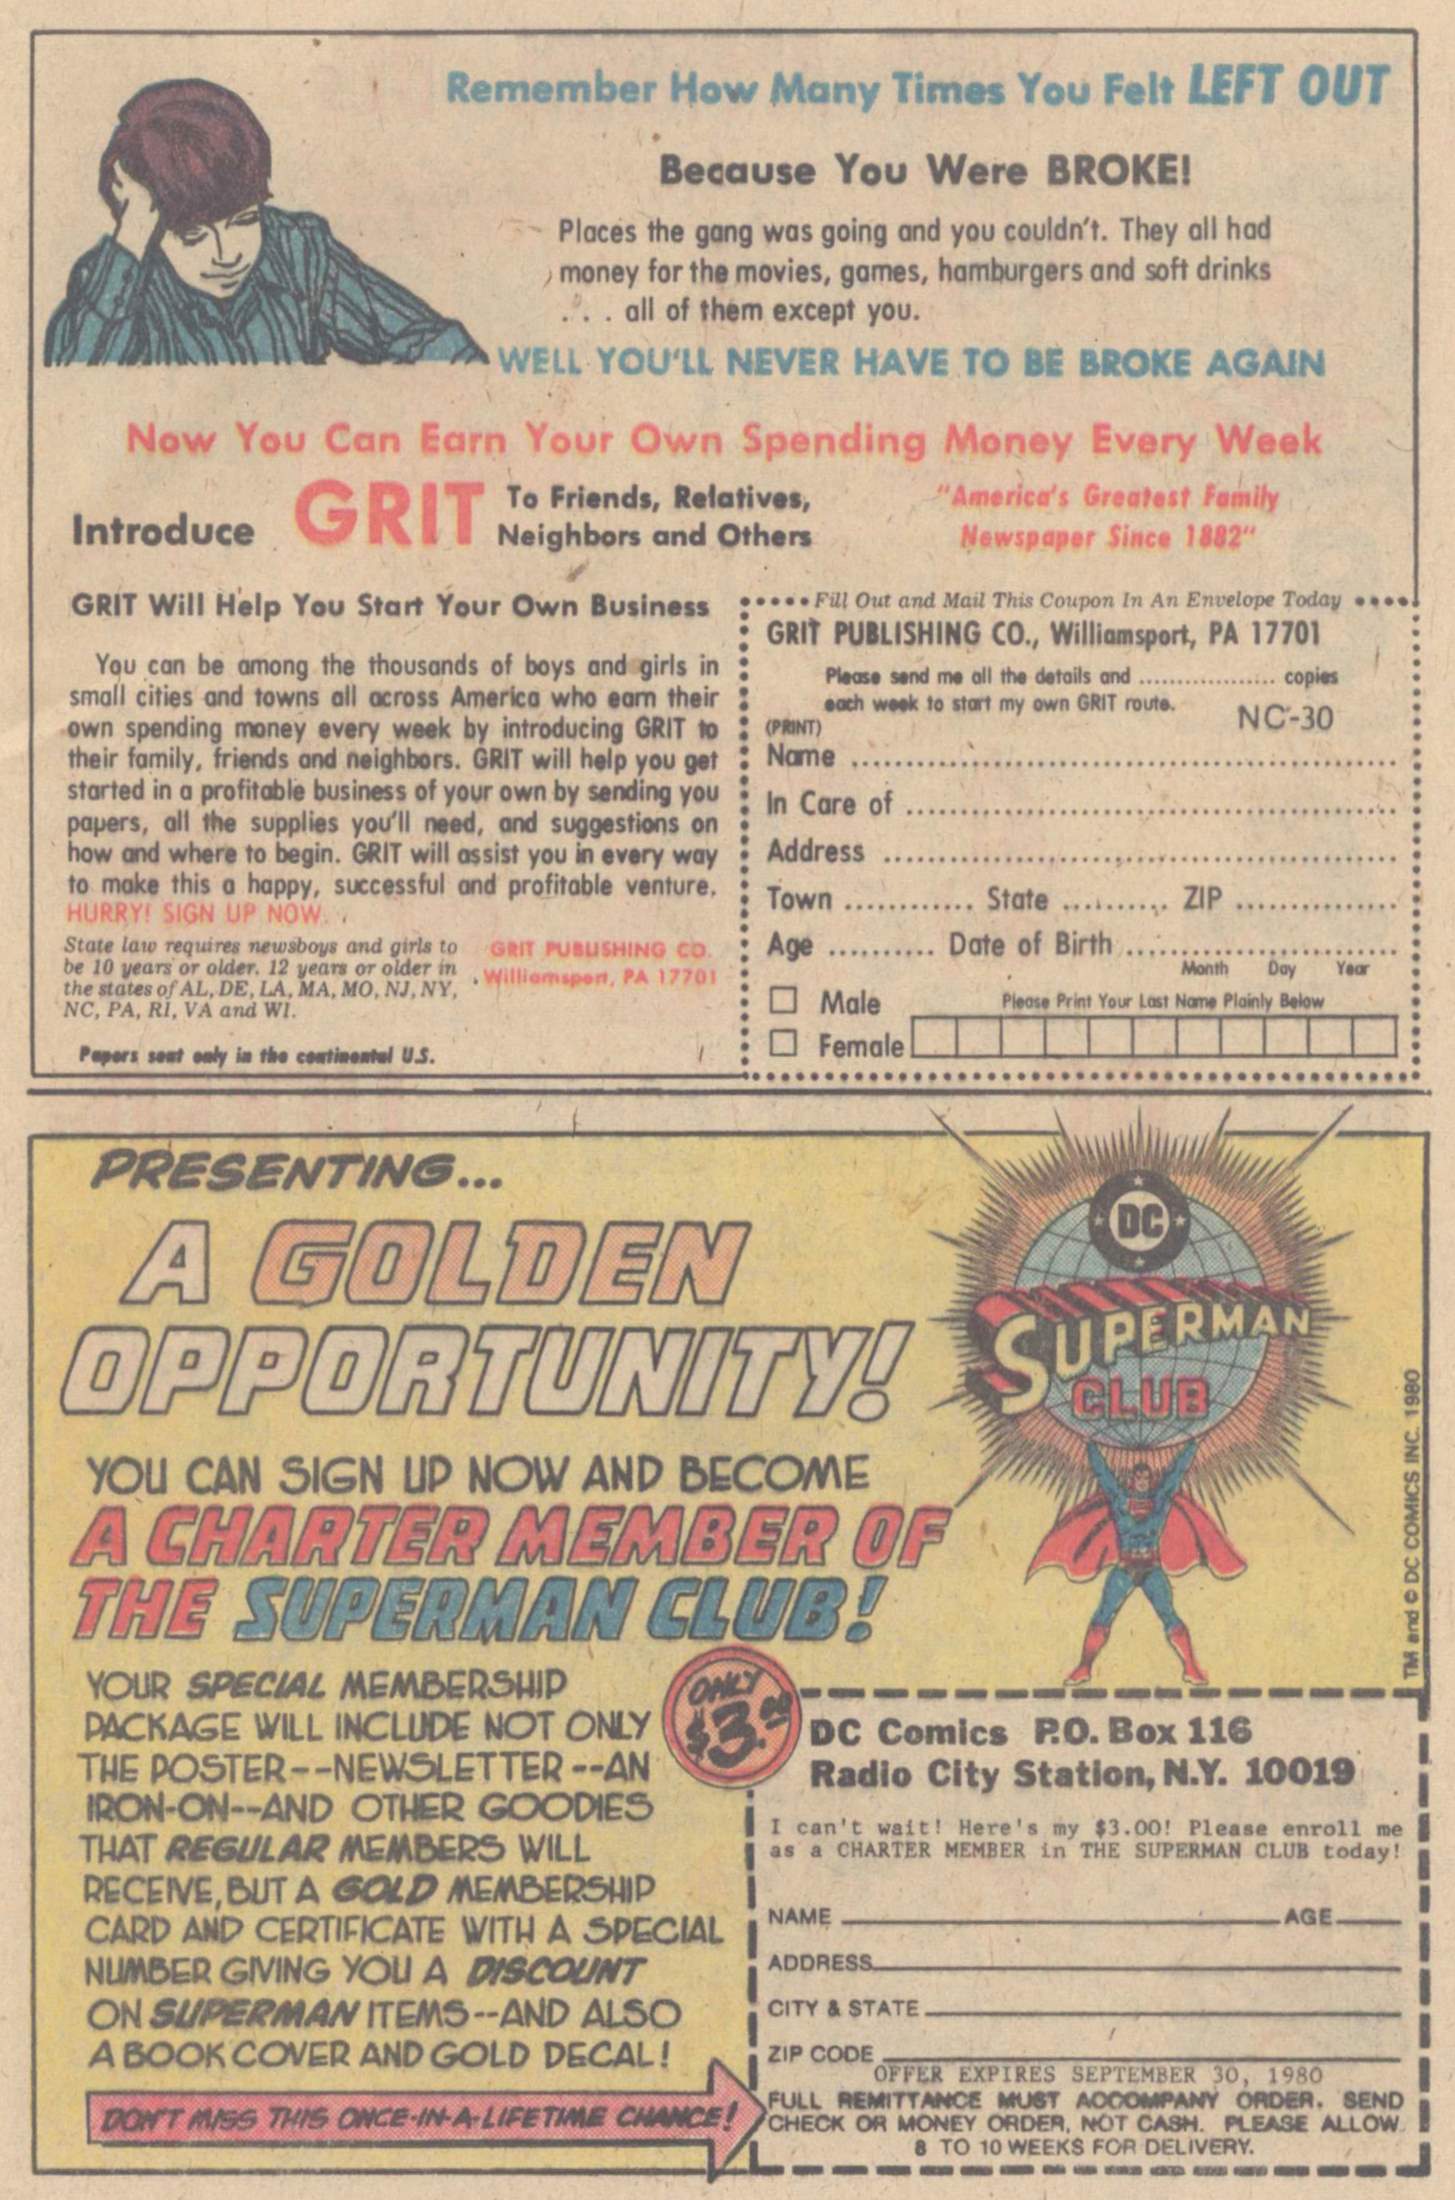 Remember How Many Times You Felt LEFT OUT
Because You Were BROKE!
Places the gang was going and you couldn't. They all had
money for the movies, games, hamburgers and soft drinks
. . . all of them except you.
WELL YOU'LL NEVER HAVE TO BE BROKE AGAIN
Now You Can Earn Your Own Spending Money Every Week
Introduce GRIT To Friends, Relatives,
Neighbors and Others
"America's Greatest Family
Newspaper Since 1882"
GRIT Will Help You Start Your Own Business
You can be among the thousands of boys and girls in
small cities and towns all across America who earn their
own spending money every week by introducing GRIT to
their family, friends and neighbors. GRIT will help you get
started in a profitable business of your own by sending you
papers, all the supplies you'll need, and suggestions on
how and where to begin. GRIT will assist you in every way
to make this a happy, successful and profitable venture.
HURRY! SIGN UP NOW.
State law requires newsboys and girls to
be 10 years or older. 12 years or older in
the states of AL, DE, LA, MA, MO, NJ, NY,
NC, PA, RI, VA and WI.
GRIT PUBLISHING CO.
Williamsport, PA 17701
Papers sent only in the continental U.S.
Fill Out and Mail This Coupon In An Envelope Today
GRIT PUBLISHING CO., Williamsport, PA 17701
Please send me all the details and .................. copies
each week to start my own GRIT route.
NC-30
(PRINT)
Name
In Care of
Address
Town ............ State .......... ZIP ...............
Age .......... Date of Birth
Month Day Year
Male
Please Print Your Last Name Plainly Below
Female
PRESENTING...
A GOLDEN
OPPORTUNITY!
YOU CAN SIGN UP NOW AND BECOME
A CHARTER MEMBER OF
THE SUPERMAN CLUB!
DC
SUPERMAN
CLUB
TM and © DC COMICS INC. 1980
YOUR SPECIAL MEMBERSHIP
PACKAGE WILL INCLUDE NOT ONLY
THE POSTER--NEWSLETTER--AN
IRON-ON--AND OTHER GOODIES
THAT REGULAR MEMBERS WILL
RECEIVE, BUT A GOLD MEMBERSHIP
CARD AND CERTIFICATE WITH A SPECIAL
NUMBER GIVING YOU A DISCOUNT
ON SUPERMAN ITEMS--AND ALSO
A BOOK COVER AND GOLD DECAL!
DON'T MISS THIS ONCE-IN-A-LIFETIME CHANCE!
ONLY
$3.00
DC Comics P.O. Box 116
Radio City Station, N.Y. 10019
I can't wait! Here's my $3.00! Please enroll me
as a CHARTER MEMBER in THE SUPERMAN CLUB today!
NAME AGE
ADDRESS
CITY & STATE
ZIP CODE
OFFER EXPIRES SEPTEMBER 30, 1980
FULL REMITTANCE MUST ACCOMPANY ORDER. SEND
CHECK OR MONEY ORDER, NOT CASH. PLEASE ALLOW
8 TO 10 WEEKS FOR DELIVERY.